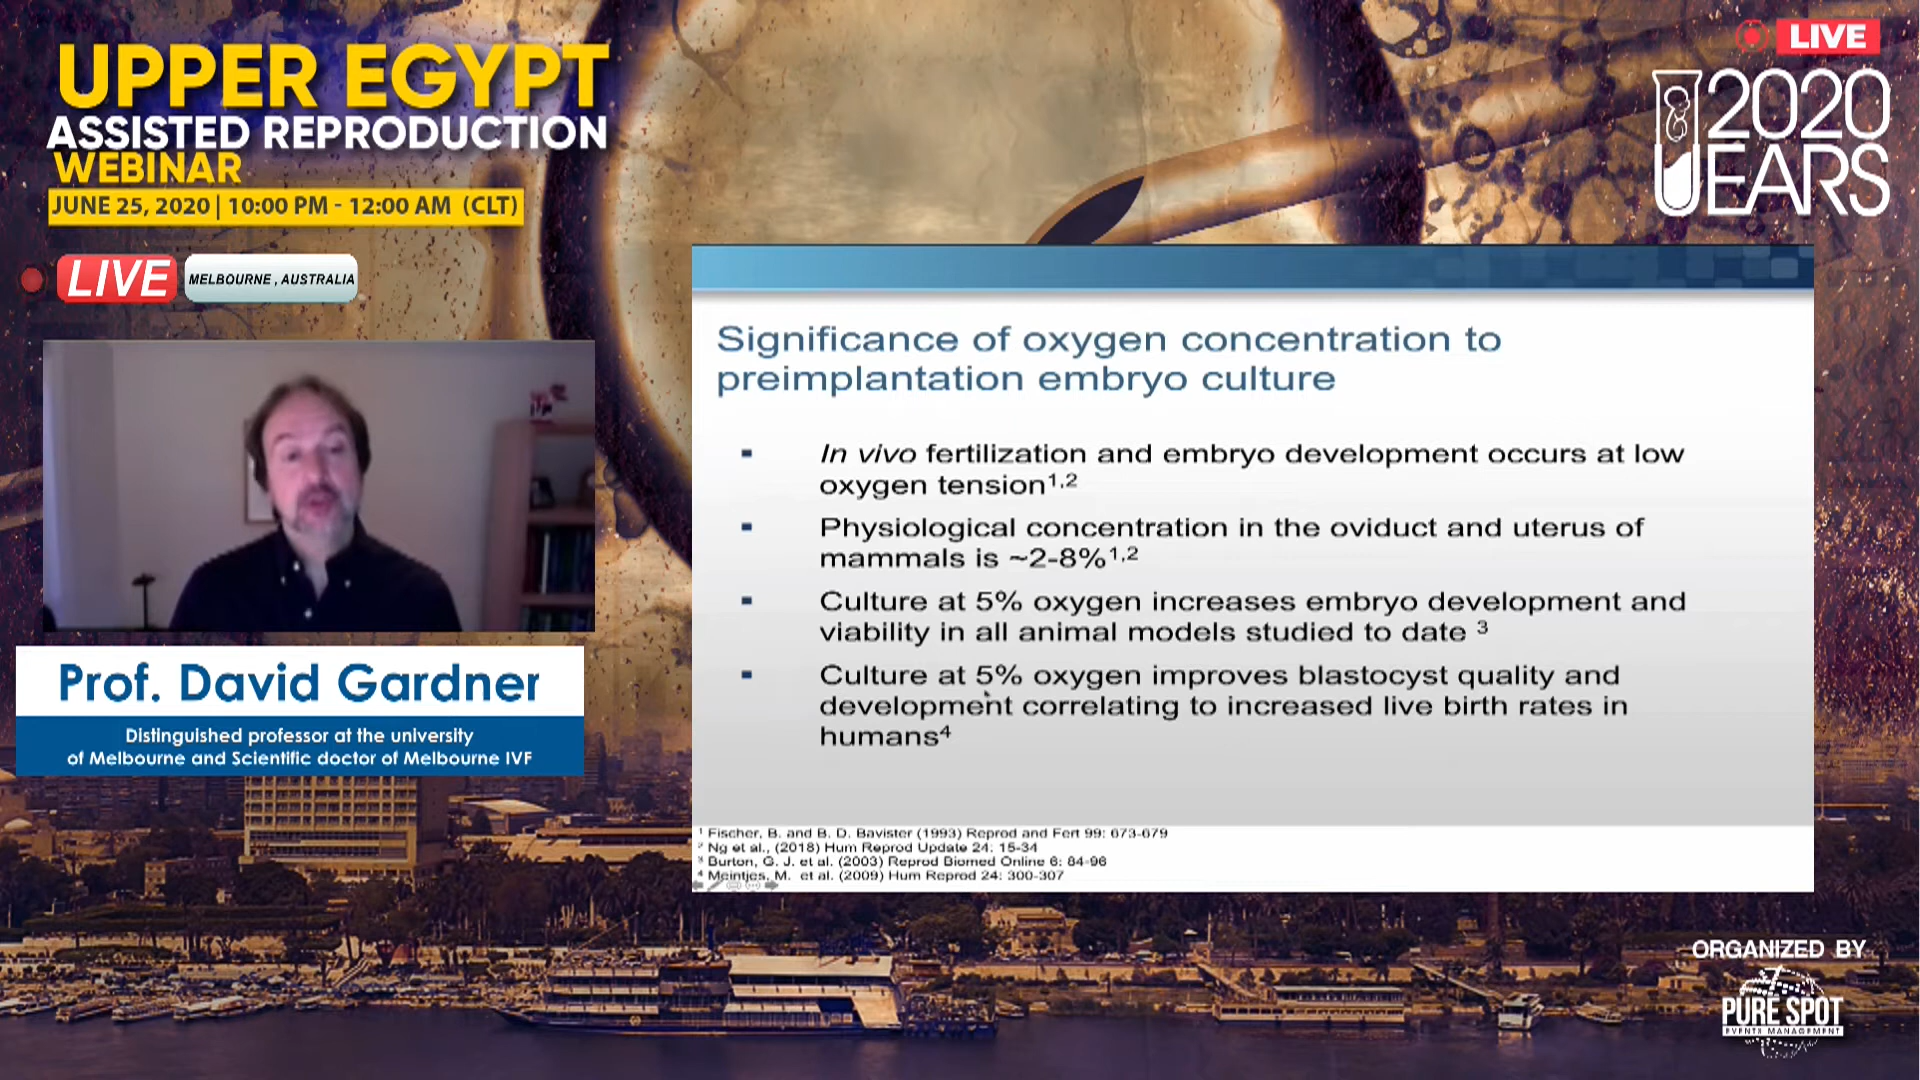 UPPER EGYPT
ASSISTED REPRODUCTION
WEBINAR
JUNE 25, 2020 | 10:00 PM - 12:00 AM (CLT)
LIVE
MELBOURNE , AUSTRALIA
LIVE
2020
UEARS
Prof. David Gardner
Distinguished professor at the university
of Melbourne and Scientific doctor of Melbourne IVF
Significance of oxygen concentration to
preimplantation embryo culture
▪ In vivo fertilization and embryo development occurs at low
oxygen tension1,2
▪ Physiological concentration in the oviduct and uterus of
mammals is ~2-8%1,2
▪ Culture at 5% oxygen increases embryo development and
viability in all animal models studied to date 3
▪ Culture at 5% oxygen improves blastocyst quality and
development correlating to increased live birth rates in
humans4
1 Fischer, B. and B. D. Bavister (1993) Reprod and Fert 99: 673-679
2 Ng et al., (2018) Hum Reprod Update 24: 15-34
3 Burton, G. J. et al. (2003) Reprod Biomed Online 6: 84-96
4 Meintjes, M. et al. (2009) Hum Reprod 24: 300-307
ORGANIZED BY
PURE SPOT
EVENTS MANAGEMENT